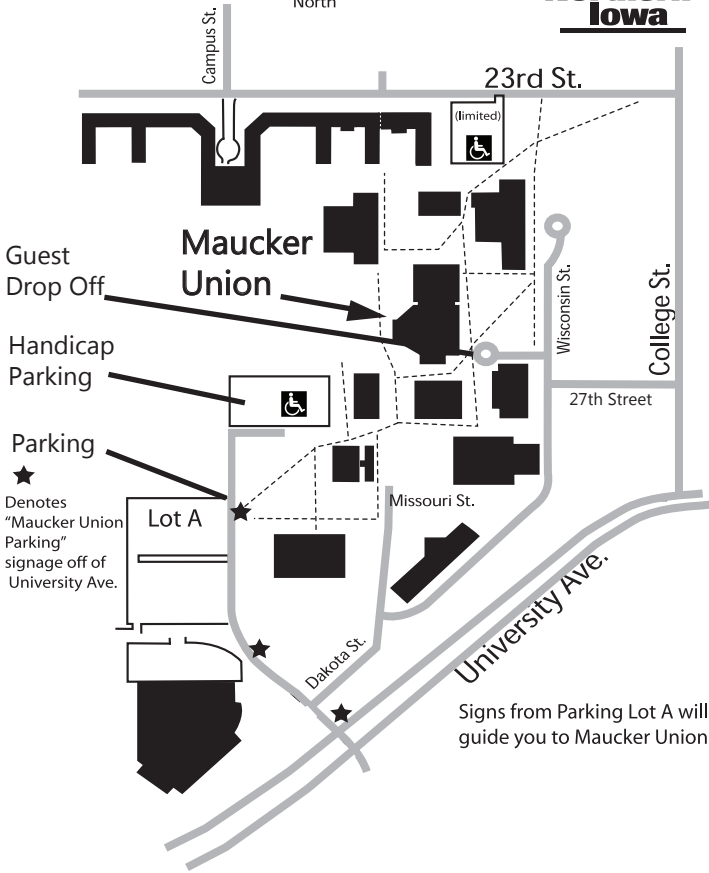 North
Iowa
Campus St.
23rd St.
(limited)
Maucker
Union
Guest
Drop Off
Wisconsin St.
College St.
Handicap
Parking
27th Street
Parking
Denotes
"Maucker Union
Parking"
signage off of
University Ave.
Lot A
Missouri St.
University Ave.
Dakota St.
Signs from Parking Lot A will
guide you to Maucker Union